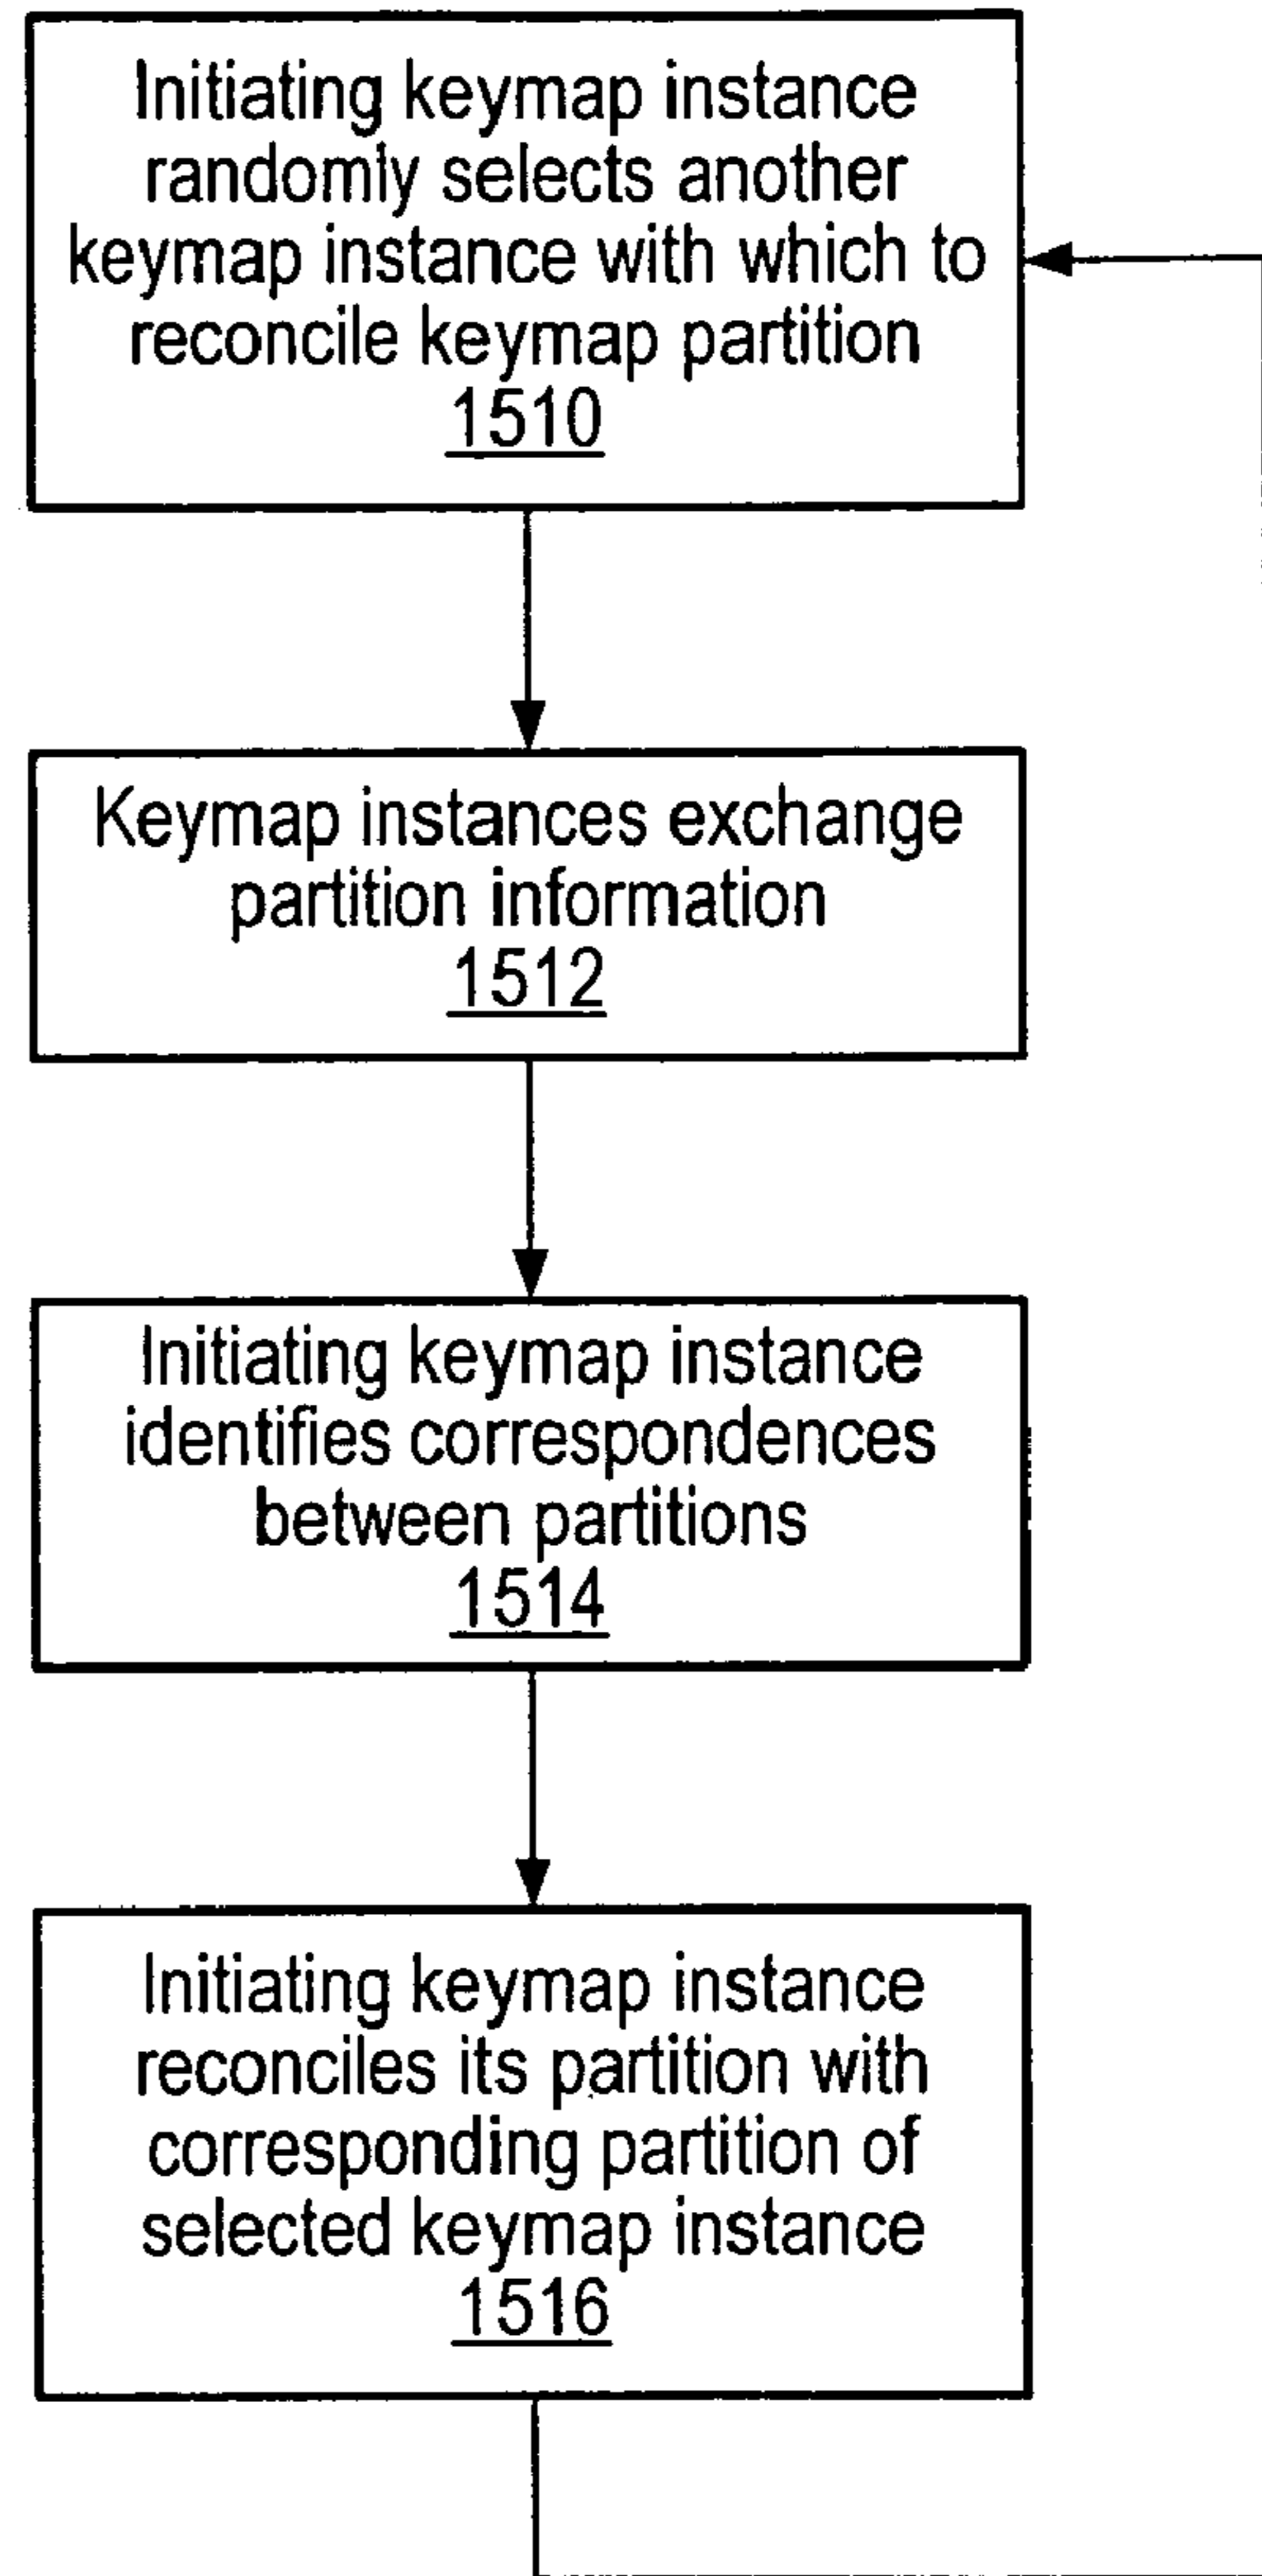 Initiating keymap instance
randomly selects another
keymap instance with which to
reconcile keymap partition
1510
Keymap instances exchange
partition information
1512
Initiating keymap instance
identifies correspondences
between partitions
1514
Initiating keymap instance
reconciles its partition with
corresponding partition of
selected keymap instance
1516